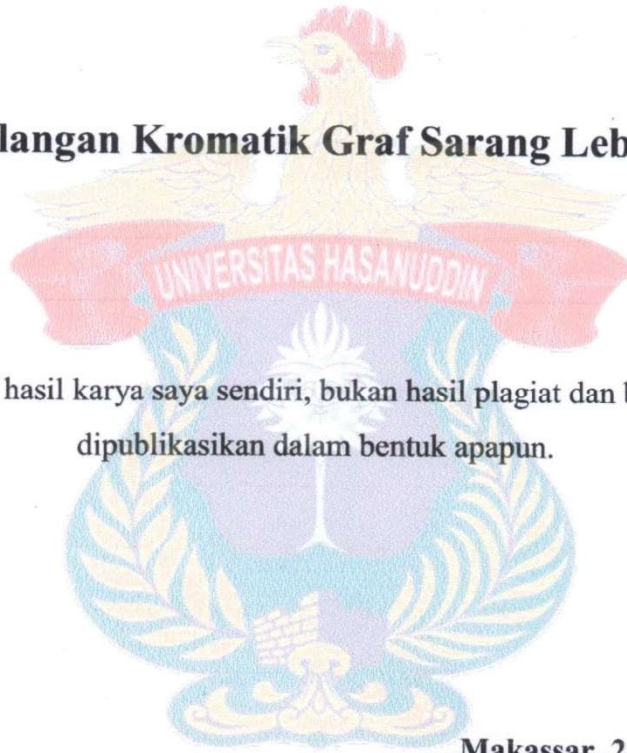 langan Kromatik Graf Sarang Leb
UNIVERSITAS HASANUDDIN
hasil karya saya sendiri, bukan hasil plagiat dan
dipublikasikan dalam bentuk apapun.
Makassar, 2